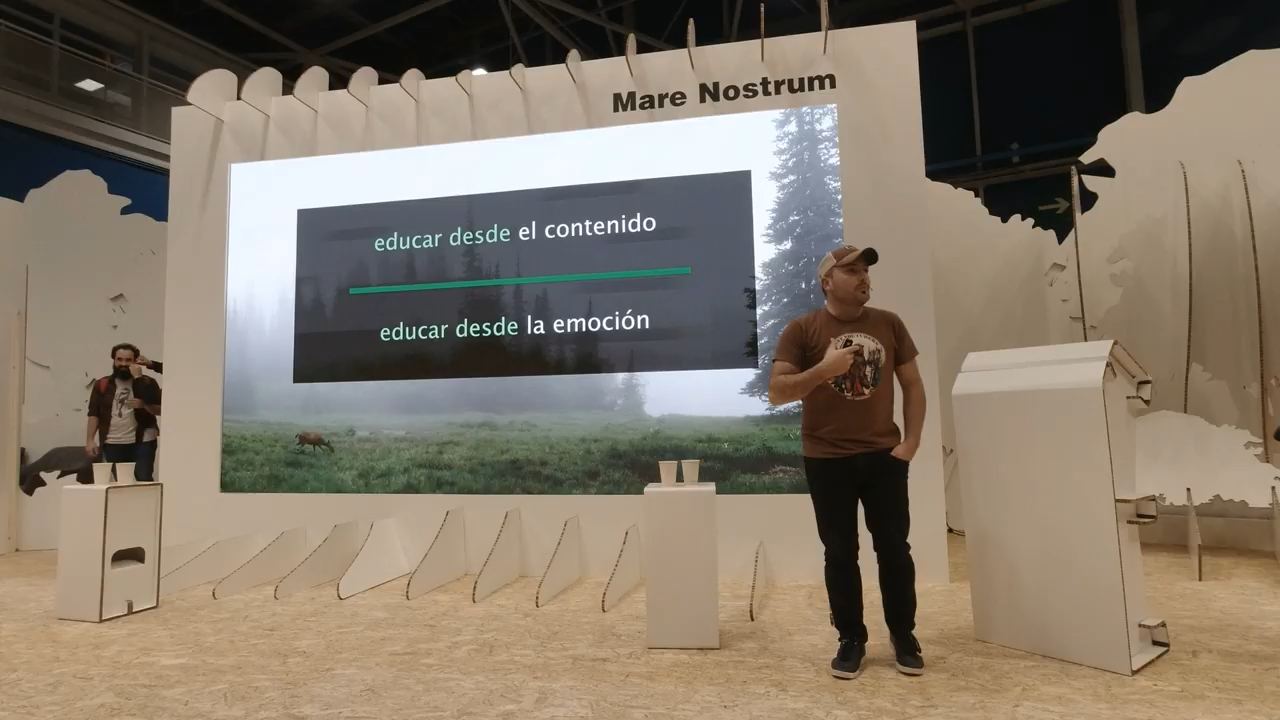 Mare Nostrum
educar desde el contenido
educar desde la emoción